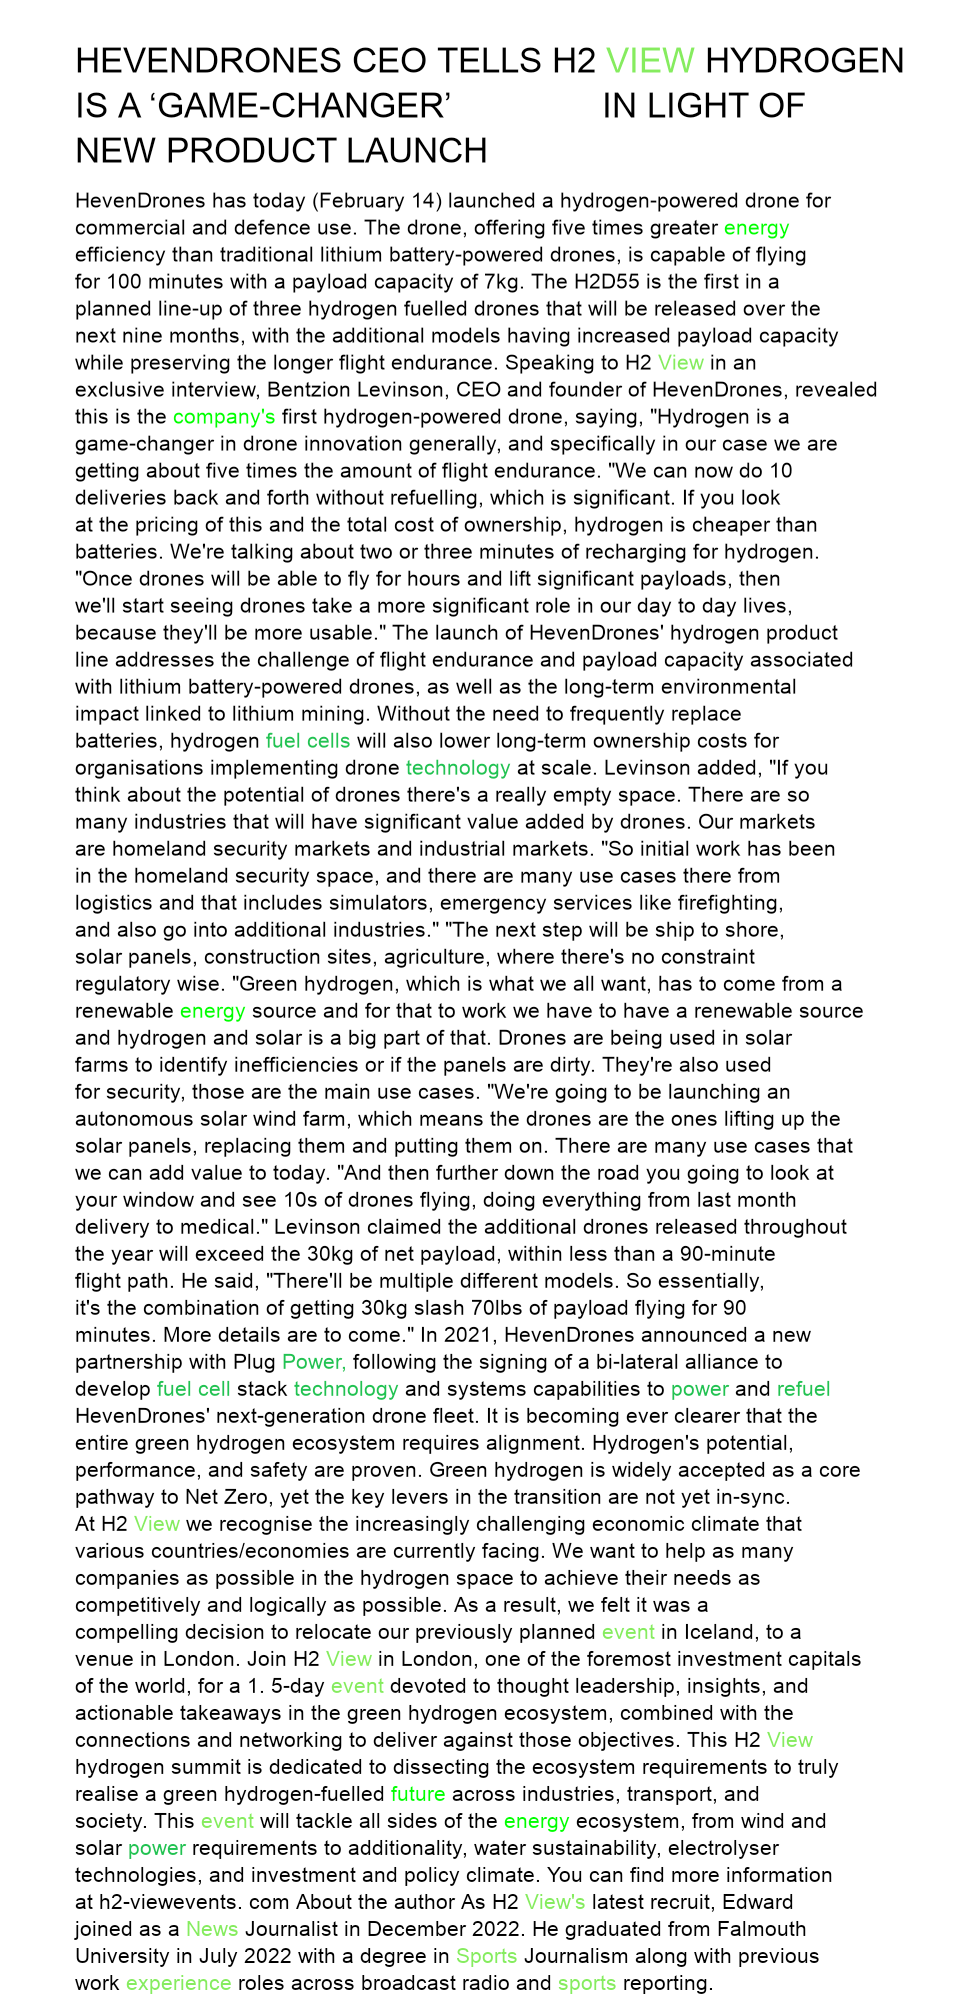 HEVENDRONES CEO TELLS H2 VIEW HYDROGEN
IS A ‘GAME-CHANGER’ IN LIGHT OF
NEW PRODUCT LAUNCH
HevenDrones has today (February 14) launched a hydrogen-powered drone for
commercial and defence use. The drone, offering five times greater energy
efficiency than traditional lithium battery-powered drones, is capable of flying
for 100 minutes with a payload capacity of 7kg. The H2D55 is the first in a
planned line-up of three hydrogen fuelled drones that will be released over the
next nine months, with the additional models having increased payload capacity
while preserving the longer flight endurance. Speaking to H2 View in an
exclusive interview, Bentzion Levinson, CEO and founder of HevenDrones, revealed
this is the company's first hydrogen-powered drone, saying, "Hydrogen is a
game-changer in drone innovation generally, and specifically in our case we are
getting about five times the amount of flight endurance. "We can now do 10
deliveries back and forth without refuelling, which is significant. If you look
at the pricing of this and the total cost of ownership, hydrogen is cheaper than
batteries. We're talking about two or three minutes of recharging for hydrogen.
"Once drones will be able to fly for hours and lift significant payloads, then
we'll start seeing drones take a more significant role in our day to day lives,
because they'll be more usable." The launch of HevenDrones' hydrogen product
line addresses the challenge of flight endurance and payload capacity associated
with lithium battery-powered drones, as well as the long-term environmental
impact linked to lithium mining. Without the need to frequently replace
batteries, hydrogen fuel cells will also lower long-term ownership costs for
organisations implementing drone technology at scale. Levinson added, "If you
think about the potential of drones there's a really empty space. There are so
many industries that will have significant value added by drones. Our markets
are homeland security markets and industrial markets. "So initial work has been
in the homeland security space, and there are many use cases there from
logistics and that includes simulators, emergency services like firefighting,
and also go into additional industries." "The next step will be ship to shore,
solar panels, construction sites, agriculture, where there's no constraint
regulatory wise. "Green hydrogen, which is what we all want, has to come from a
renewable energy source and for that to work we have to have a renewable source
and hydrogen and solar is a big part of that. Drones are being used in solar
farms to identify inefficiencies or if the panels are dirty. They're also used
for security, those are the main use cases. "We're going to be launching an
autonomous solar wind farm, which means the drones are the ones lifting up the
solar panels, replacing them and putting them on. There are many use cases that
we can add value to today. "And then further down the road you going to look at
your window and see 10s of drones flying, doing everything from last month
delivery to medical." Levinson claimed the additional drones released throughout
the year will exceed the 30kg of net payload, within less than a 90-minute
flight path. He said, "There'll be multiple different models. So essentially,
it's the combination of getting 30kg slash 70lbs of payload flying for 90
minutes. More details are to come." In 2021, HevenDrones announced a new
partnership with Plug Power, following the signing of a bi-lateral alliance to
develop fuel cell stack technology and systems capabilities to power and refuel
HevenDrones' next-generation drone fleet. It is becoming ever clearer that the
entire green hydrogen ecosystem requires alignment. Hydrogen's potential,
performance, and safety are proven. Green hydrogen is widely accepted as a core
pathway to Net Zero, yet the key levers in the transition are not yet in-sync.
At H2 View we recognise the increasingly challenging economic climate that
various countries/economies are currently facing. We want to help as many
companies as possible in the hydrogen space to achieve their needs as
competitively and logically as possible. As a result, we felt it was a
compelling decision to relocate our previously planned event in Iceland, to a
venue in London. Join H2 View in London, one of the foremost investment capitals
of the world, for a 1. 5-day event devoted to thought leadership, insights, and
actionable takeaways in the green hydrogen ecosystem, combined with the
connections and networking to deliver against those objectives. This H2 View
hydrogen summit is dedicated to dissecting the ecosystem requirements to truly
realise a green hydrogen-fuelled future across industries, transport, and
society. This event will tackle all sides of the energy ecosystem, from wind and
solar power requirements to additionality, water sustainability, electrolyser
technologies, and investment and policy climate. You can find more information
at h2-viewevents. com About the author As H2 View's latest recruit, Edward
joined as a News Journalist in December 2022. He graduated from Falmouth
University in July 2022 with a degree in Sports Journalism along with previous
work experience roles across broadcast radio and sports reporting.